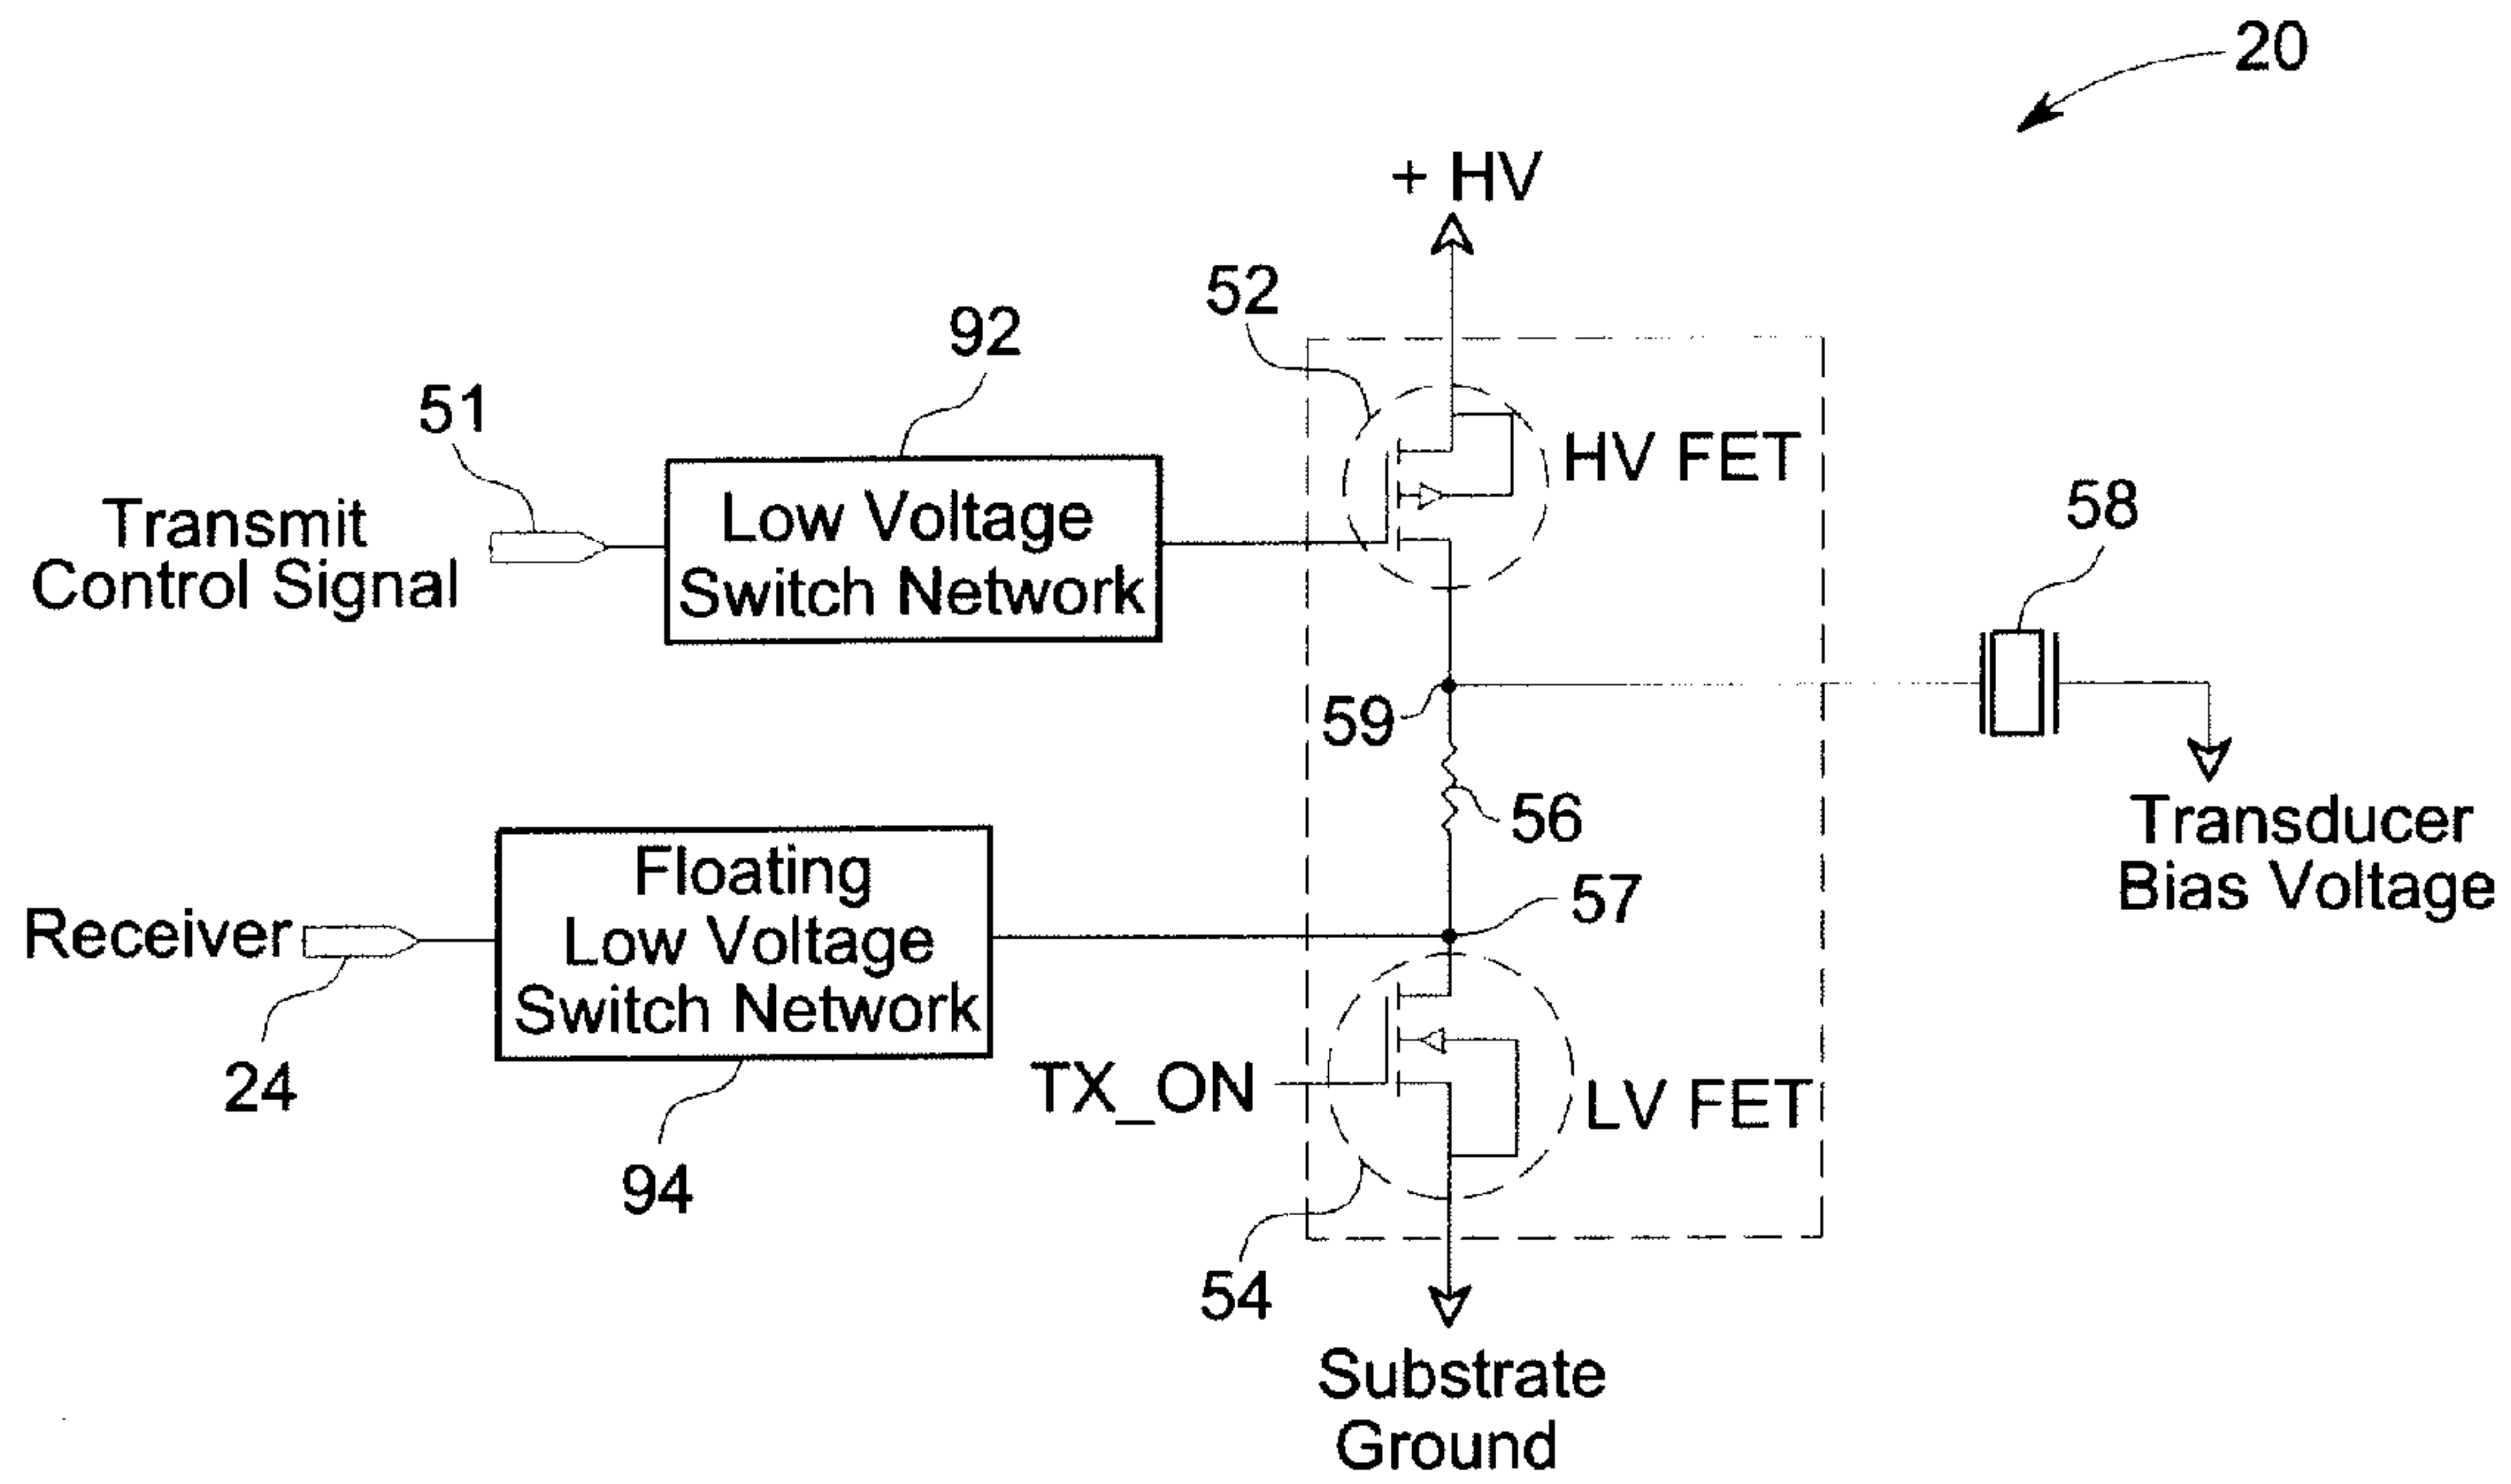 20
+ HV
52
92
51
HV FET
Transmit
Control Signal
Low Voltage
Switch Network
58
59
56
Transducer
Bias Voltage
57
Receiver
Floating
Low Voltage
Switch Network
24
TX_ON
LV FET
94
54
Substrate
Ground